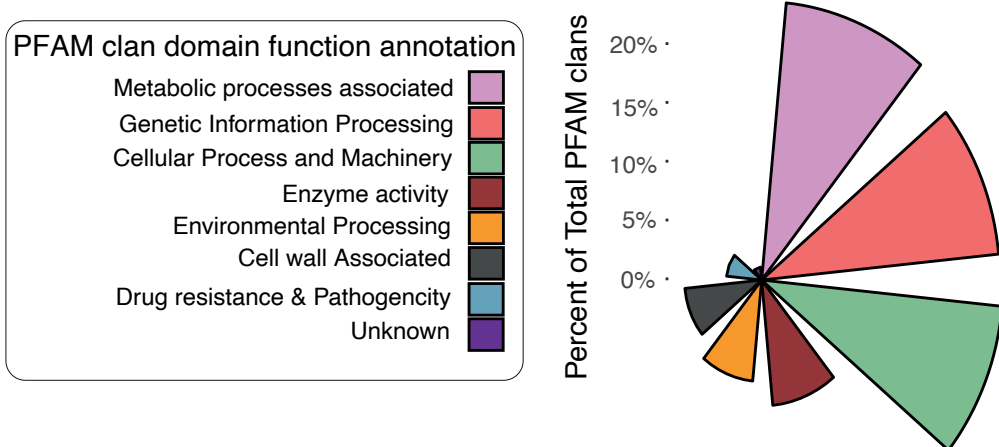 PFAM clan domain function annotation
Metabolic processes associated
Genetic Information Processing
Cellular Process and Machinery
Enzyme activity
Environmental Processing
Cell wall Associated
Drug resistance & Pathogencity
Unknown
Percent of Total PFAM clans
20%
15%
10%
5%
0%